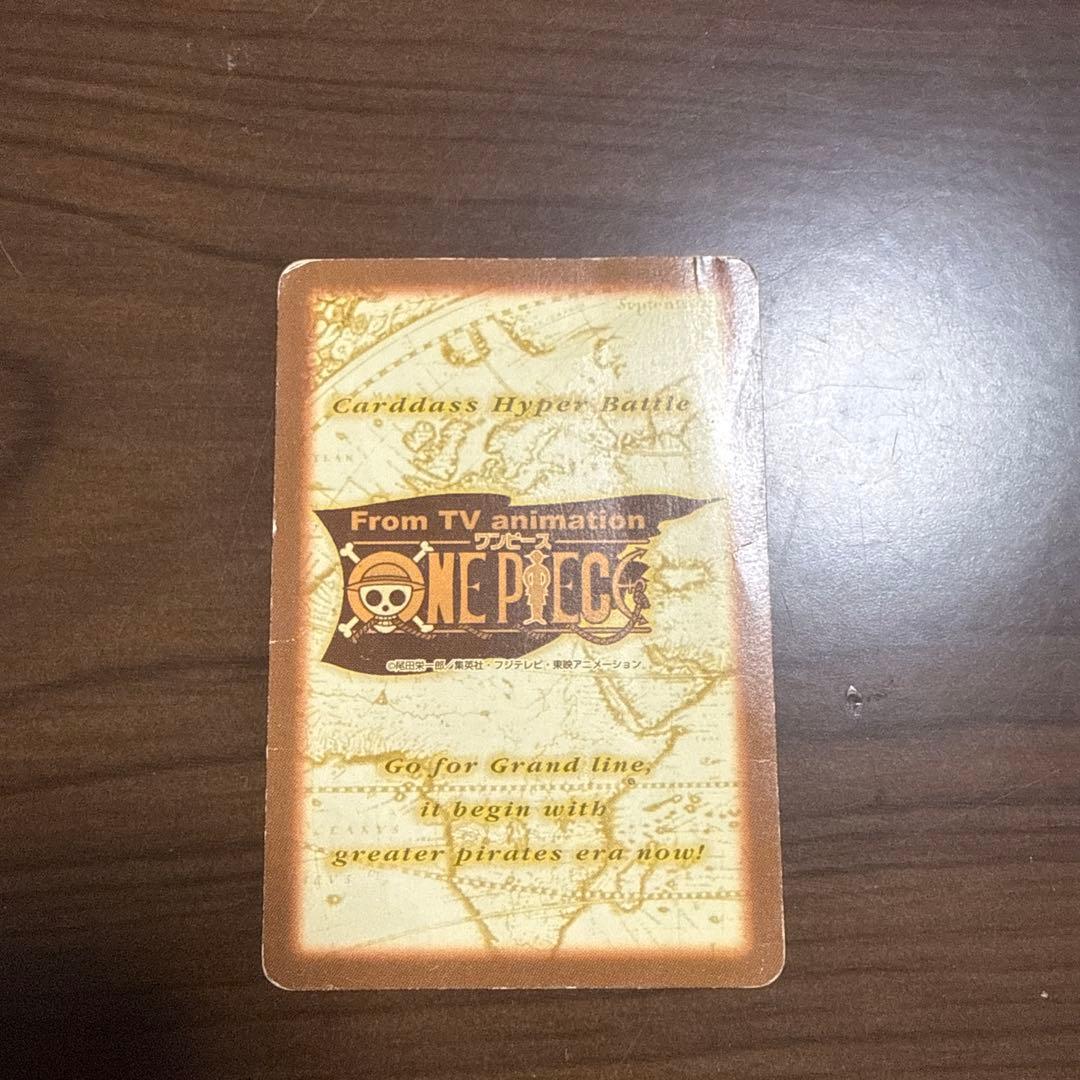 Carddass Hyper Battle
From TV animation
ワンピース
ONE PIECE
©尾田栄一郎/集英社・フジテレビ・東映アニメーション
Go for Grand line,
it begin with
greater pirates era now!